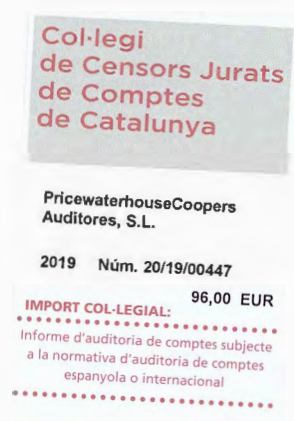 Col·legi
de Censors Jurats
de Comptes
de Catalunya
PricewaterhouseCoopers
Auditores, S.L.
2019 Núm. 20/19/00447
96,00 EUR
IMPORT COL·LEGIAL:
Informe d'auditoria de comptes subjecte
a la normativa d'auditoria de comptes
espanyola o internacional